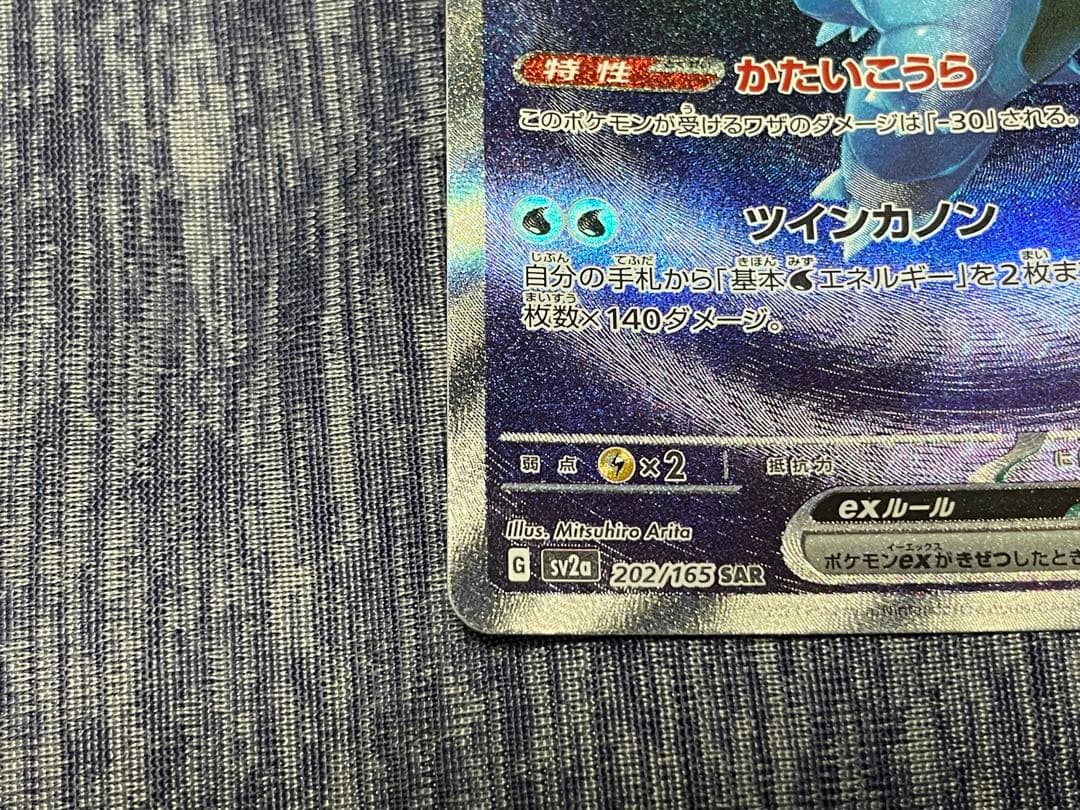 特性 かたいこうら
このポケモンが受けるワザのダメージは「-30」される。
ツインカノン
自分の手札から「基本エネルギー」を2枚ま
枚数×140ダメージ。
弱点 ×2 抵抗力
exルール
Illus. Mitsuhiro Arita
ポケモンexがきぜつしたとき
G sv2a 202/165 SAR